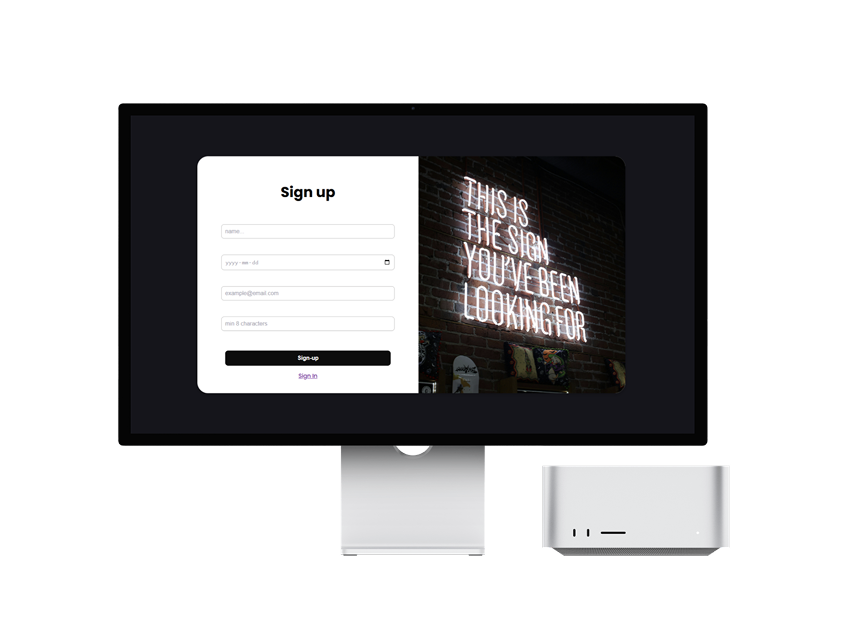 Sign up
name..
yyyy-mm-dd
example@email.com
min 8 characters
Sign-up
Sign In
THIS IS
THE SIGN
YOU'VE BEEN
LOOKING FOR